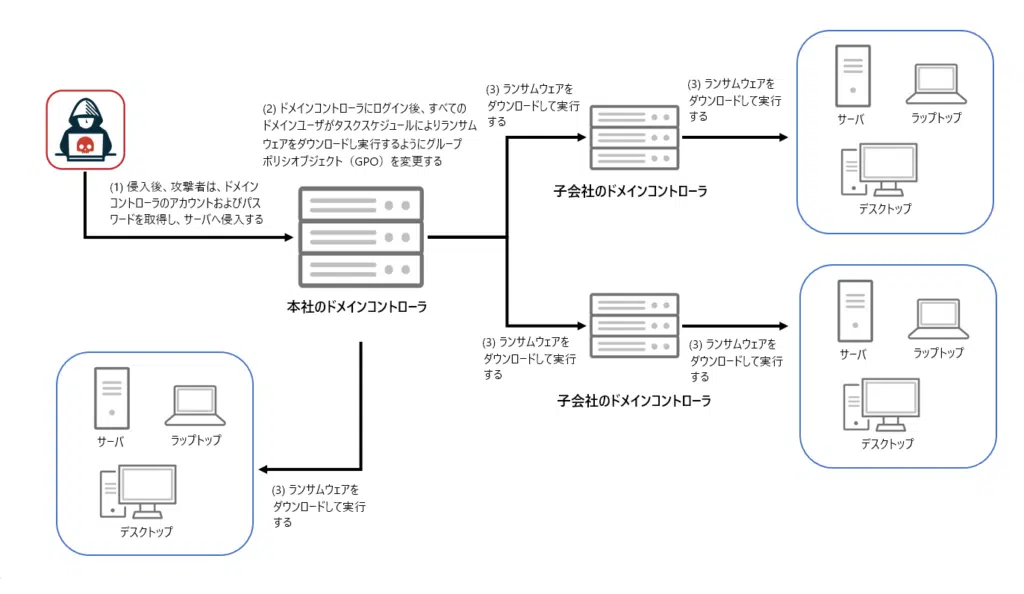 (1) 侵入後、攻撃者は、ドメイン
コントローラのアカウントおよびパス
ワードを取得し、サーバへ侵入する
(2) ドメインコントローラにログイン後、すべての
ドメインユーザがタスクスケジュールによりランサム
ウェアをダウンロードし実行するようにグループ
ポリシオブジェクト（GPO）を変更する
本社のドメインコントローラ
(3) ランサムウェアを
ダウンロードして実行
する
子会社のドメインコントローラ
(3) ランサムウェアを
ダウンロードして実行
する
サーバ
ラップトップ
デスクトップ
(3) ランサムウェアを
ダウンロードして実行
する
子会社のドメインコントローラ
(3) ランサムウェアを
ダウンロードして実行
する
サーバ
ラップトップ
デスクトップ
(3) ランサムウェアを
ダウンロードして実行
する
サーバ
ラップトップ
デスクトップ